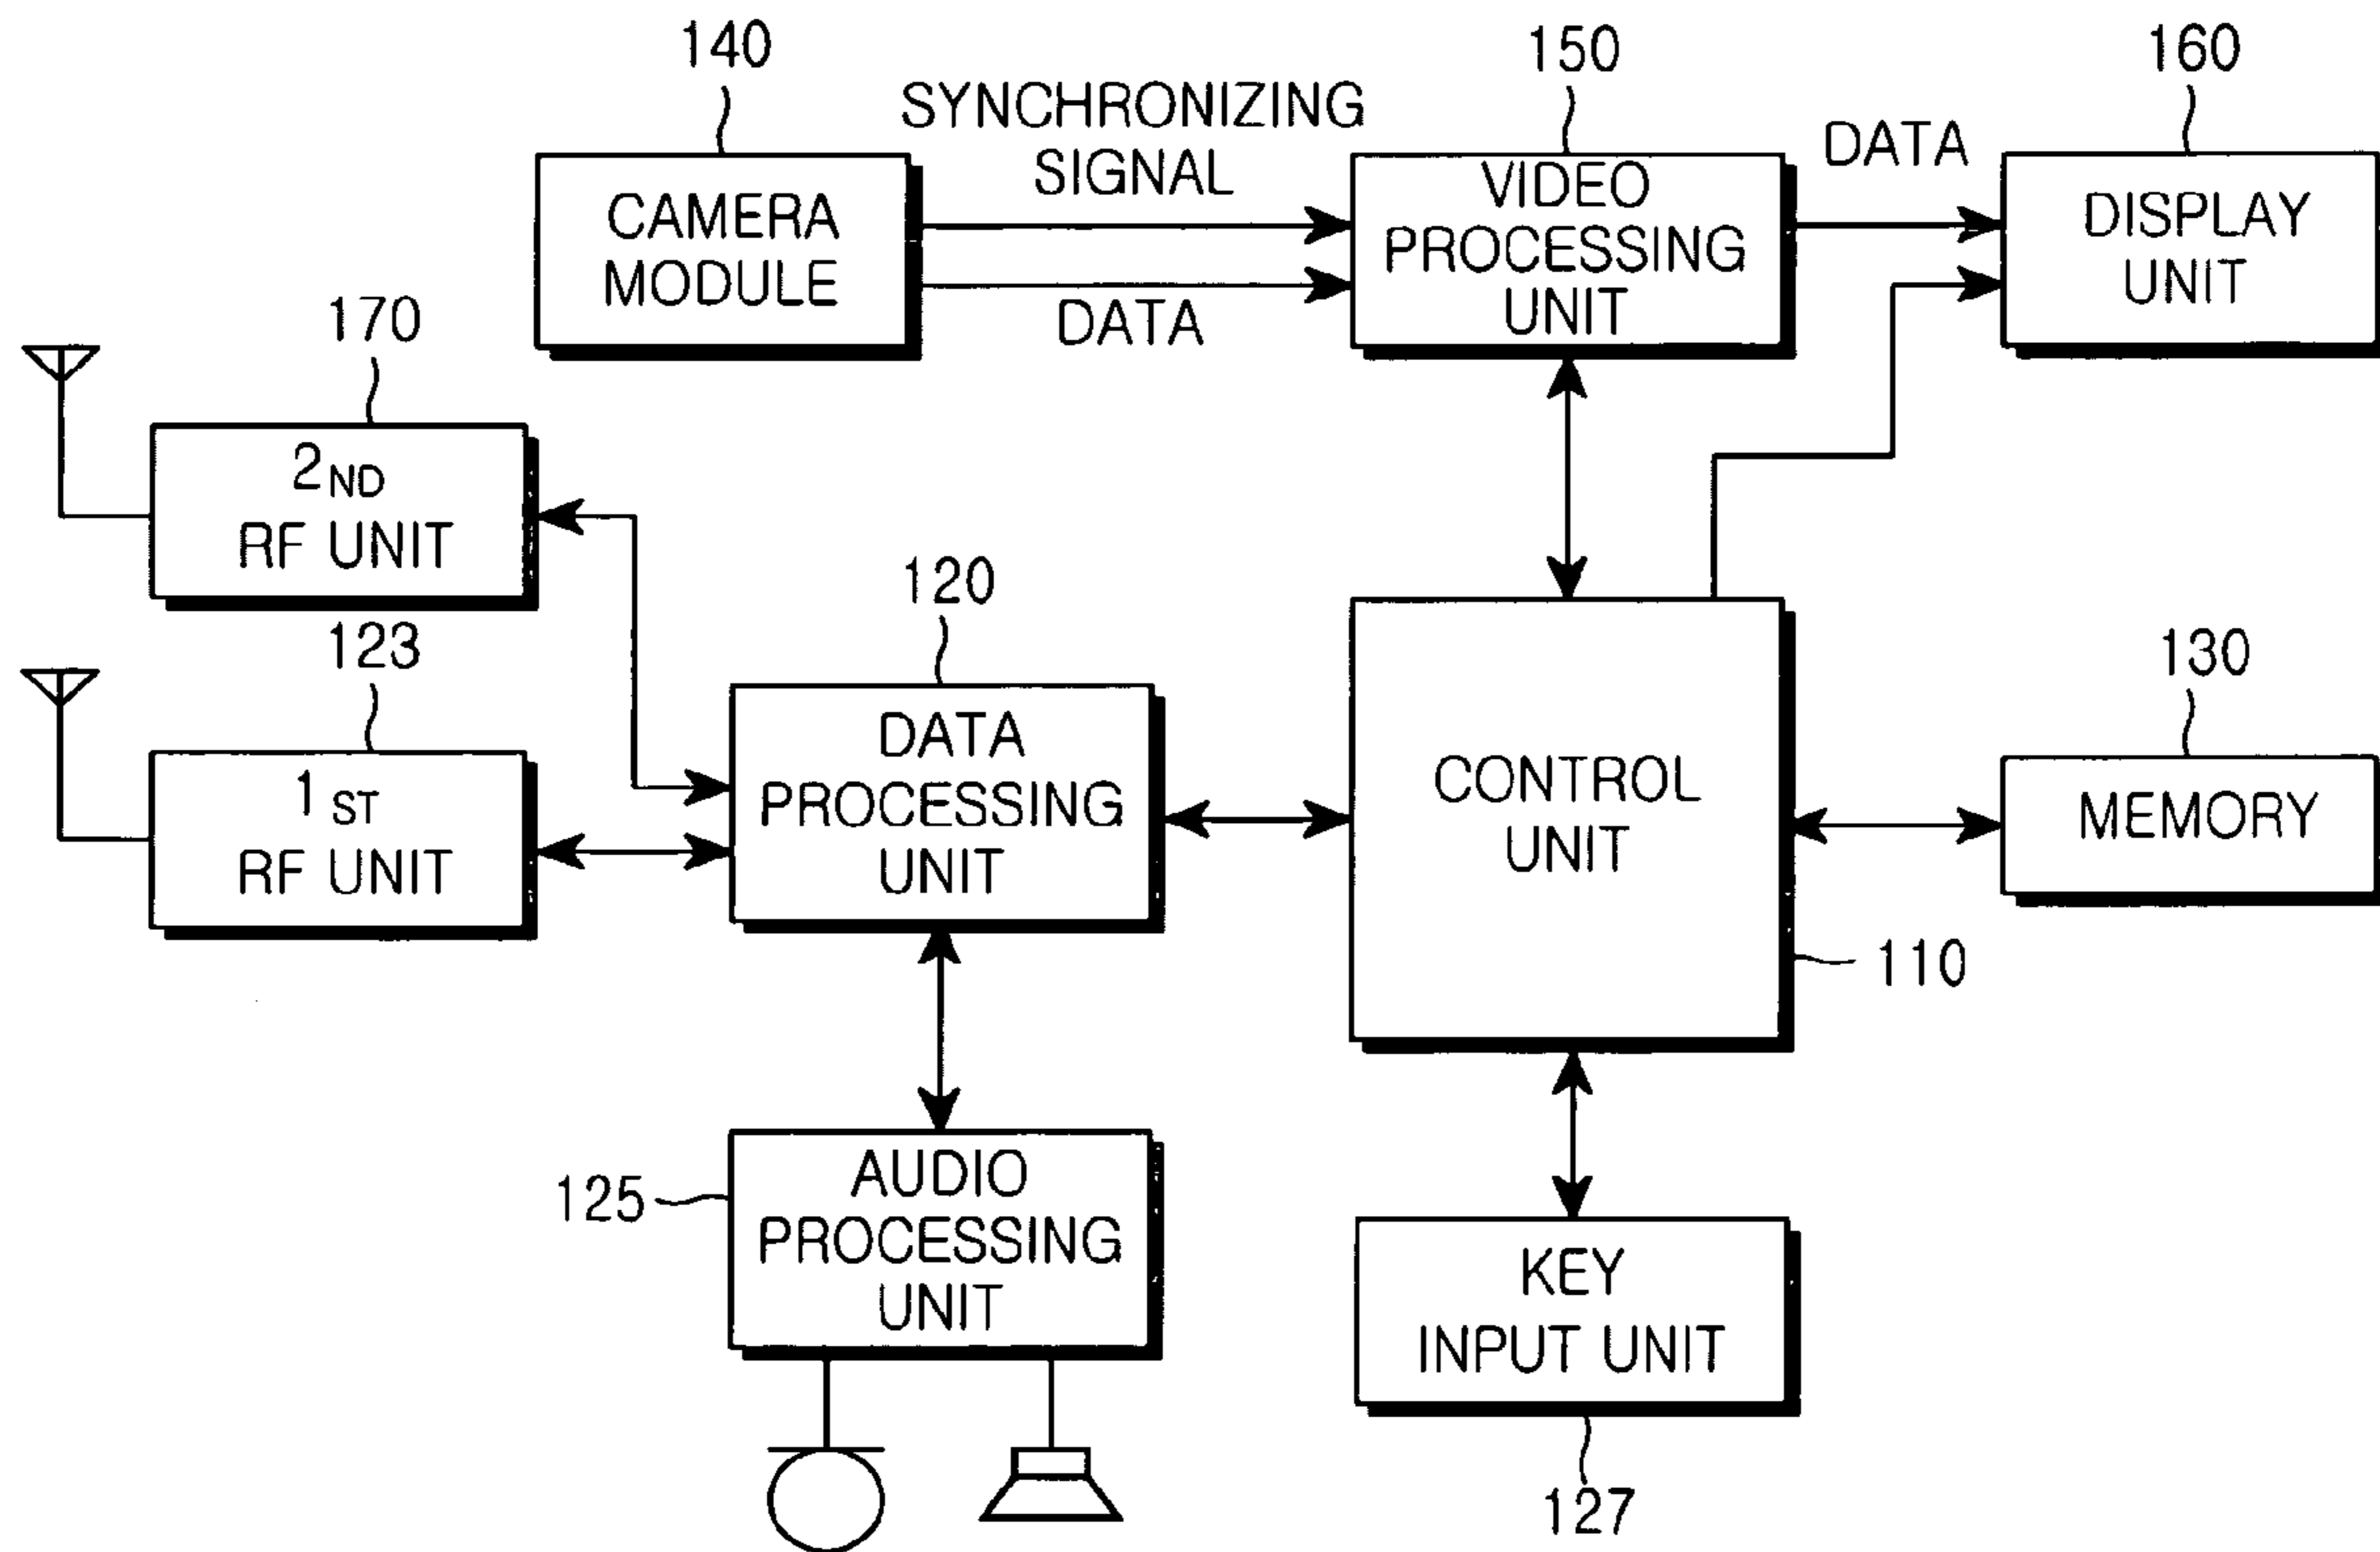 140
150
160
SYNCHRONIZING
SIGNAL
DATA
CAMERA
MODULE
VIDEO
PROCESSING
UNIT
DISPLAY
UNIT
DATA
170
2ND
RF UNIT
120
123
130
1ST
RF UNIT
DATA
PROCESSING
UNIT
CONTROL
UNIT
MEMORY
110
125
AUDIO
PROCESSING
UNIT
KEY
INPUT UNIT
127